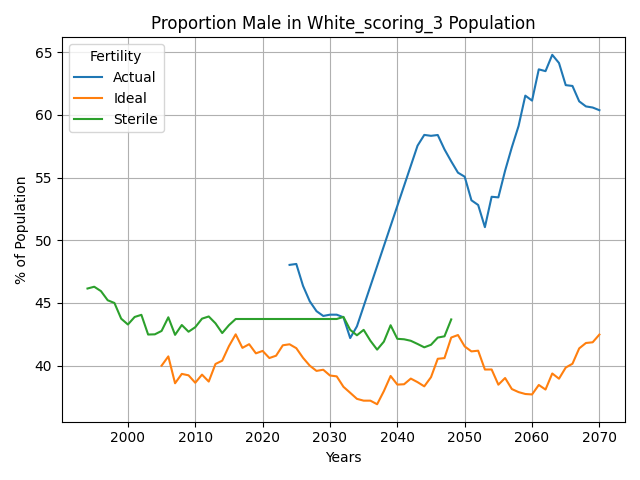 Proportion Male in White_scoring_3 Population
Fertility
Actual
Ideal
Sterile
% of Population
65
60
55
50
45
40
2000
2010
2020
2030
2040
2050
2060
2070
Years